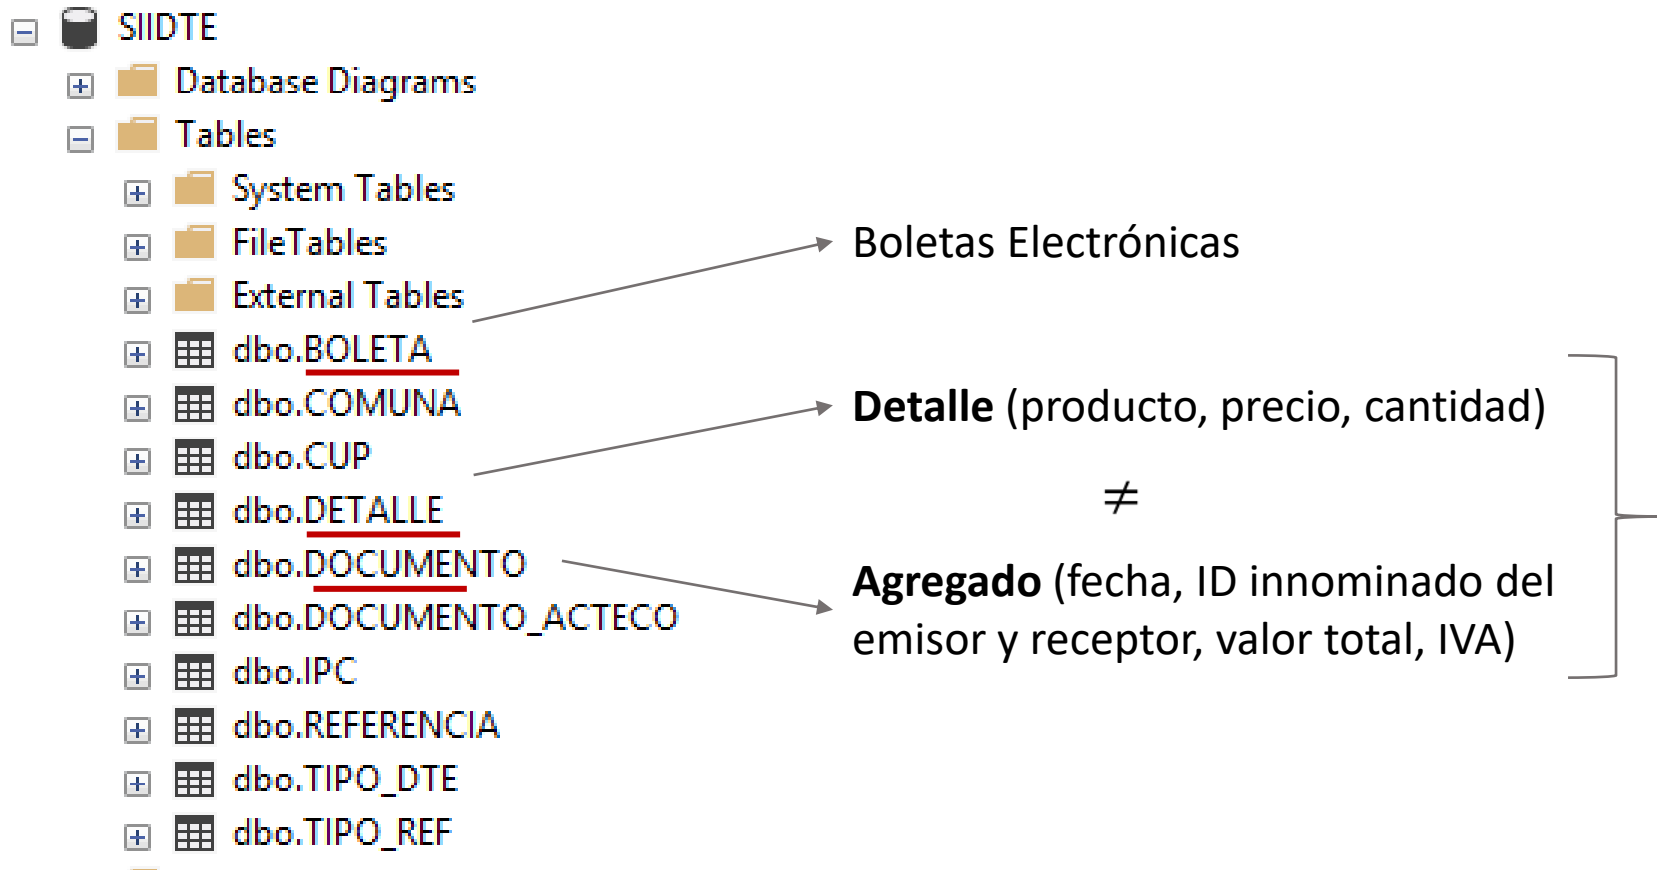 SIIDTE
Database Diagrams
Tables
System Tables
FileTables
External Tables
dbo.BOLETA
dbo.COMUNA
dbo.CUP
dbo.DETALLE
dbo.DOCUMENTO
dbo.DOCUMENTO_ACTECO
dbo.IPC
dbo.REFERENCIA
dbo.TIPO_DTE
dbo.TIPO_REF
Boletas Electrónicas
Detalle (producto, precio, cantidad)
≠
Agregado (fecha, ID innominado del
emisor y receptor, valor total, IVA)